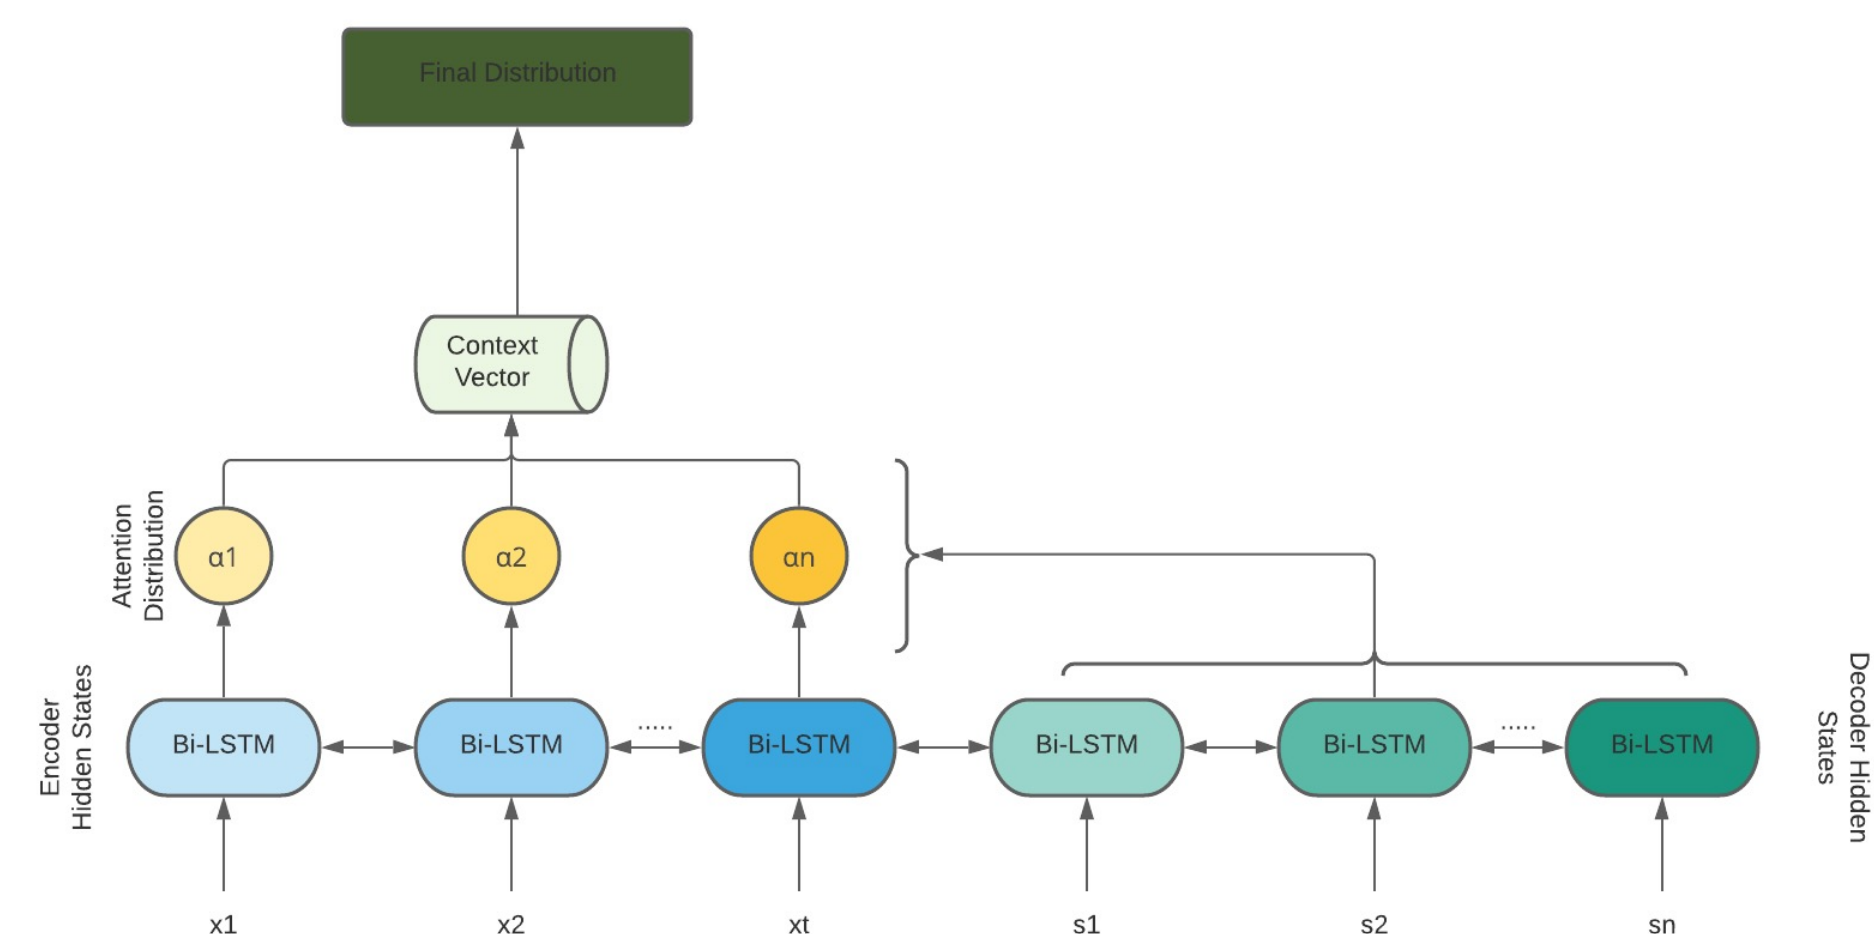 Final Distribution
Context
Vector
Attention
Distribution
α1
α2
αn
Encoder
Hidden States
Bi-LSTM
Bi-LSTM
.....
Bi-LSTM
Bi-LSTM
Bi-LSTM
.....
Bi-LSTM
Decoder Hidden
States
x1
x2
xt
s1
s2
sn